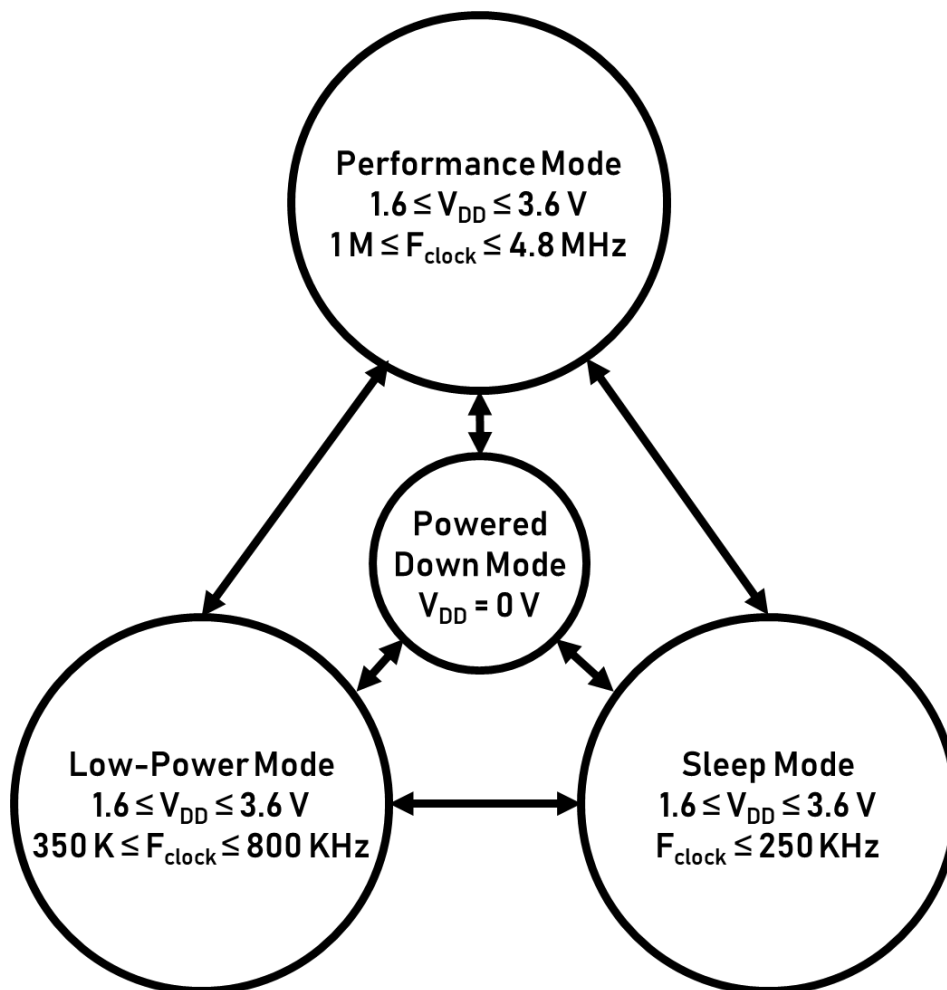 Performance Mode
1.6 ≤ V_DD ≤ 3.6 V
1 M ≤ F_clock ≤ 4.8 MHz
Powered
Down Mode
V_DD = 0 V
Low-Power Mode
1.6 ≤ V_DD ≤ 3.6 V
350 K ≤ F_clock ≤ 800 KHz
Sleep Mode
1.6 ≤ V_DD ≤ 3.6 V
F_clock ≤ 250 KHz